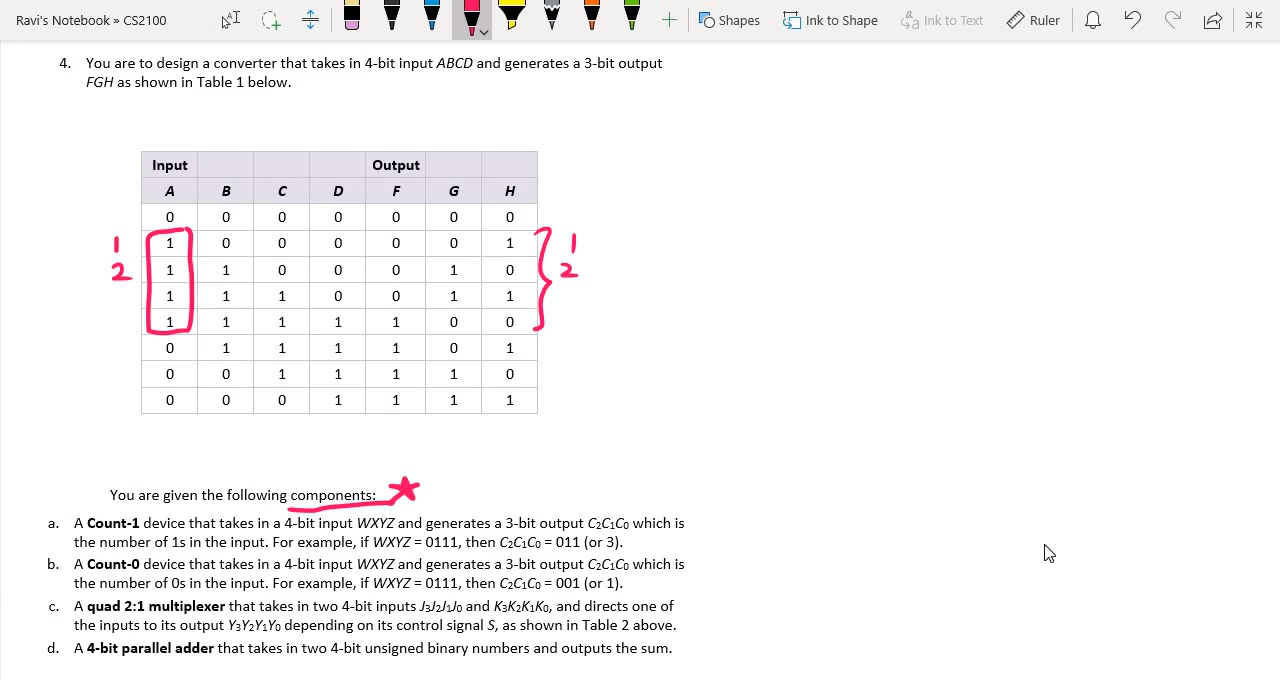 Ravi's Notebook » CS2100
Shapes
Ink to Shape
Ink to Text
Ruler
4. You are to design a converter that takes in 4-bit input ABCD and generates a 3-bit output
FGH as shown in Table 1 below.
Input Output
A B C D F G H
0 0 0 0 0 0 0
1 1 0 0 0 0 0 1 1
2 1 1 0 0 0 1 0 2
1 1 1 0 0 1 1
1 1 1 1 1 0 0
0 1 1 1 1 0 1
0 0 1 1 1 1 0
0 0 0 1 1 1 1
You are given the following components:
a. A Count-1 device that takes in a 4-bit input WXYZ and generates a 3-bit output C₂C₁C₀ which is
the number of 1s in the input. For example, if WXYZ = 0111, then C₂C₁C₀ = 011 (or 3).
b. A Count-0 device that takes in a 4-bit input WXYZ and generates a 3-bit output C₂C₁C₀ which is
the number of 0s in the input. For example, if WXYZ = 0111, then C₂C₁C₀ = 001 (or 1).
c. A quad 2:1 multiplexer that takes in two 4-bit inputs J₃J₂J₁J₀ and K₃K₂K₁K₀, and directs one of
the inputs to its output Y₃Y₂Y₁Y₀ depending on its control signal S, as shown in Table 2 above.
d. A 4-bit parallel adder that takes in two 4-bit unsigned binary numbers and outputs the sum.